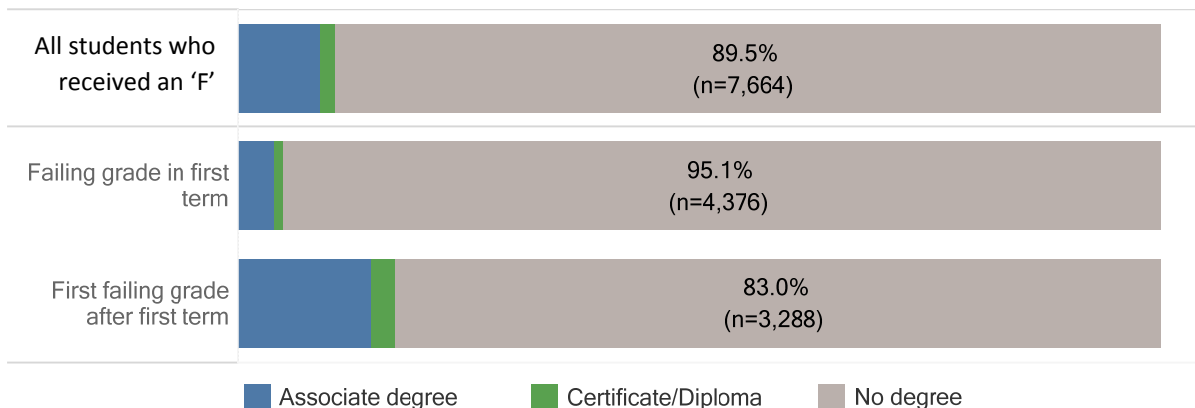 All students who
received an ‘F’
89.5%
(n=7,664)
Failing grade in first
term
95.1%
(n=4,376)
First failing grade
after first term
83.0%
(n=3,288)
Associate degree
Certificate/Diploma
No degree